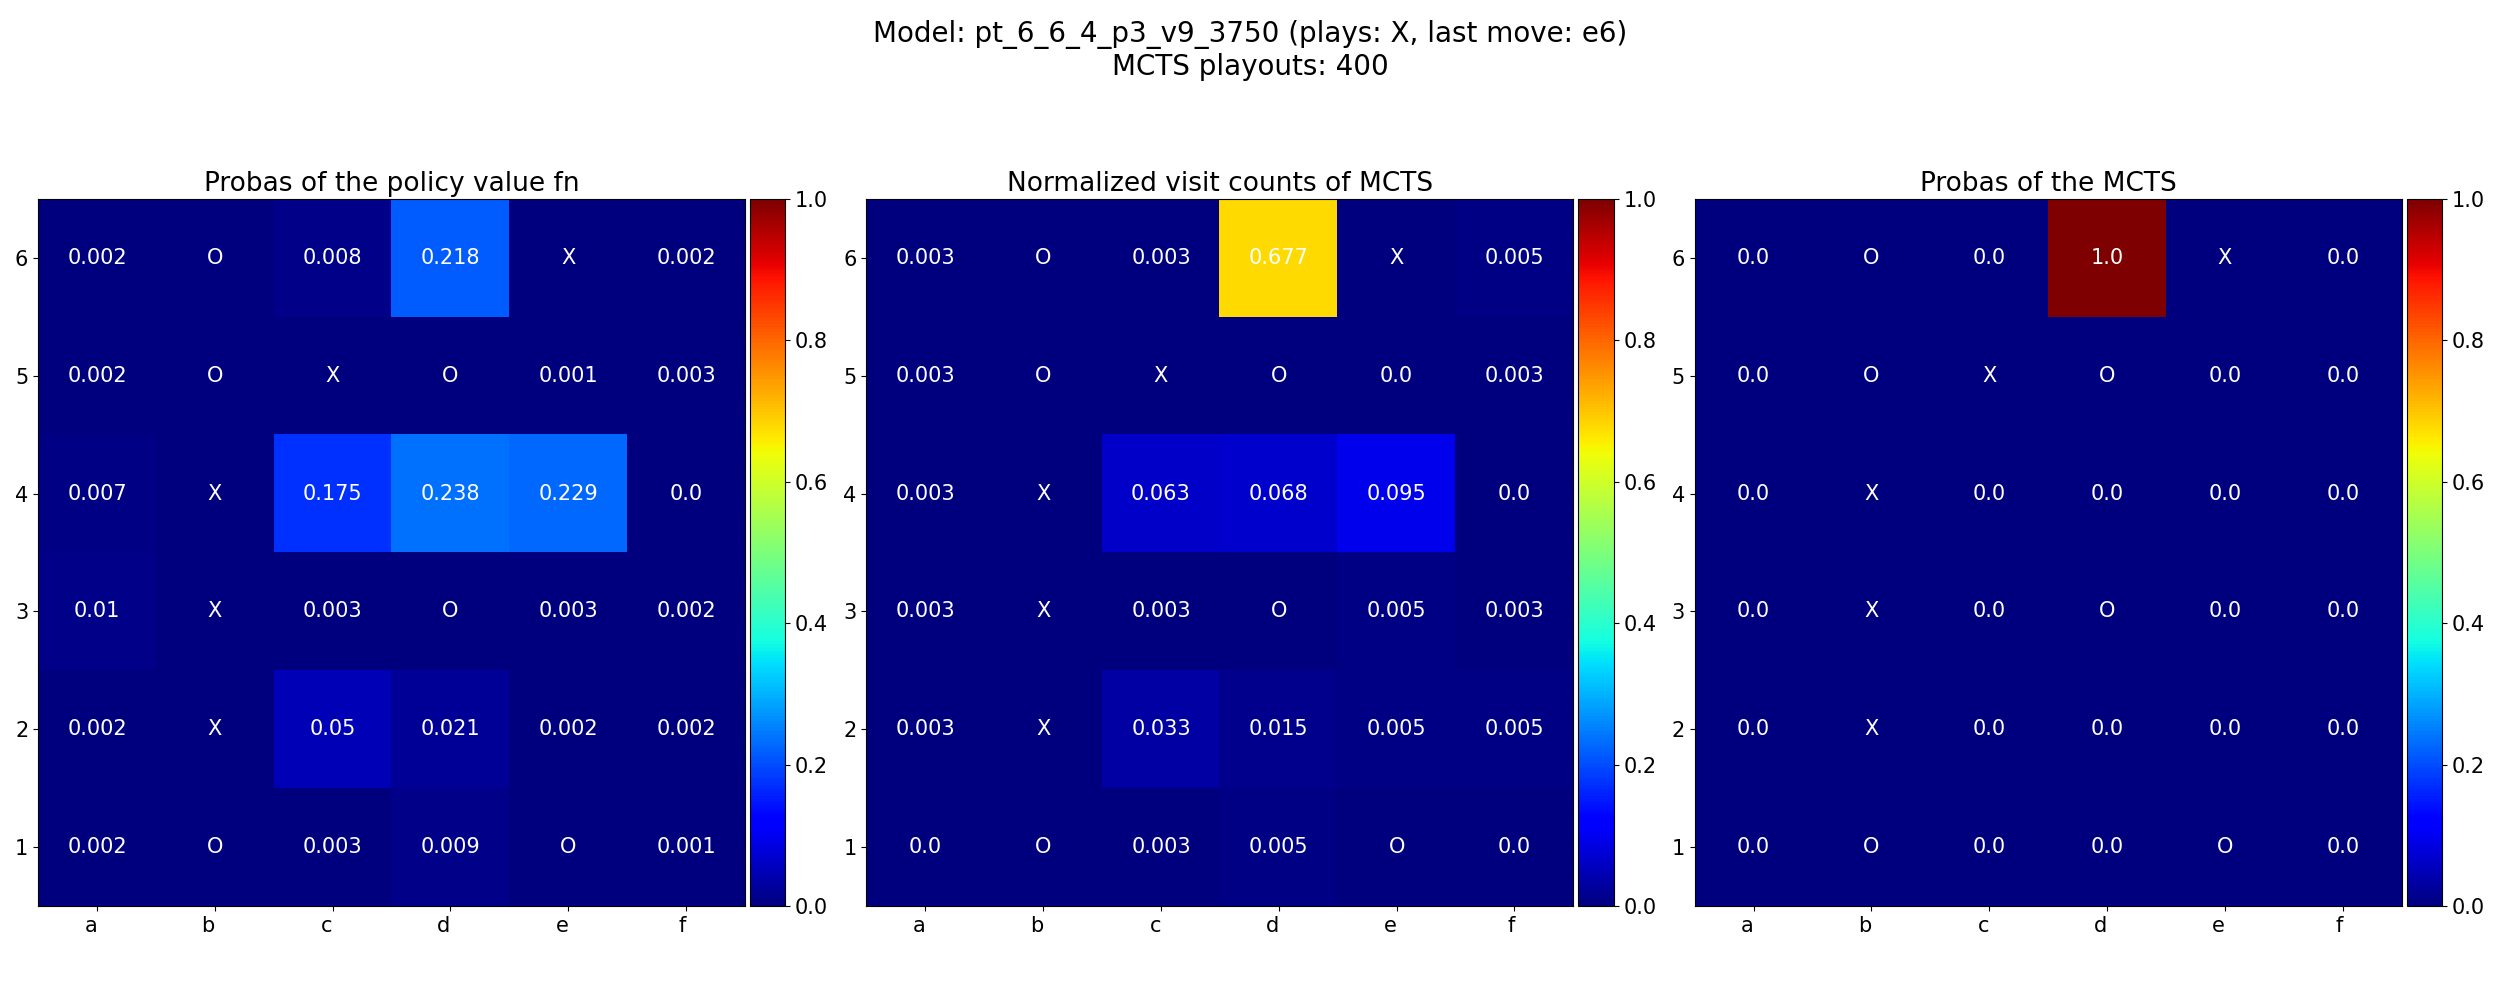 Model: pt_6_6_4_p3_v9_3750 (plays: X, last move: e6)
MCTS playouts: 400
Probas of the policy value fn
1.0
6 0.002 O 0.008 0.218 X 0.002
0.8
5 0.002 O X O 0.001 0.003
0.6
4 0.007 X 0.175 0.238 0.229 0.0
0.4
3 0.01 X 0.003 O 0.003 0.002
2 0.002 X 0.05 0.021 0.002 0.002
0.2
1 0.002 O 0.003 0.009 O 0.001
0.0
a b c d e f
Normalized visit counts of MCTS
1.0
6 0.003 O 0.003 0.677 X 0.005
0.8
5 0.003 O X O 0.0 0.003
0.6
4 0.003 X 0.063 0.068 0.095 0.0
0.4
3 0.003 X 0.003 O 0.005 0.003
2 0.003 X 0.033 0.015 0.005 0.005
0.2
1 0.0 O 0.003 0.005 O 0.0
0.0
a b c d e f
Probas of the MCTS
1.0
6 0.0 O 0.0 1.0 X 0.0
0.8
5 0.0 O X O 0.0 0.0
0.6
4 0.0 X 0.0 0.0 0.0 0.0
0.4
3 0.0 X 0.0 O 0.0 0.0
2 0.0 X 0.0 0.0 0.0 0.0
0.2
1 0.0 O 0.0 0.0 O 0.0
0.0
a b c d e f